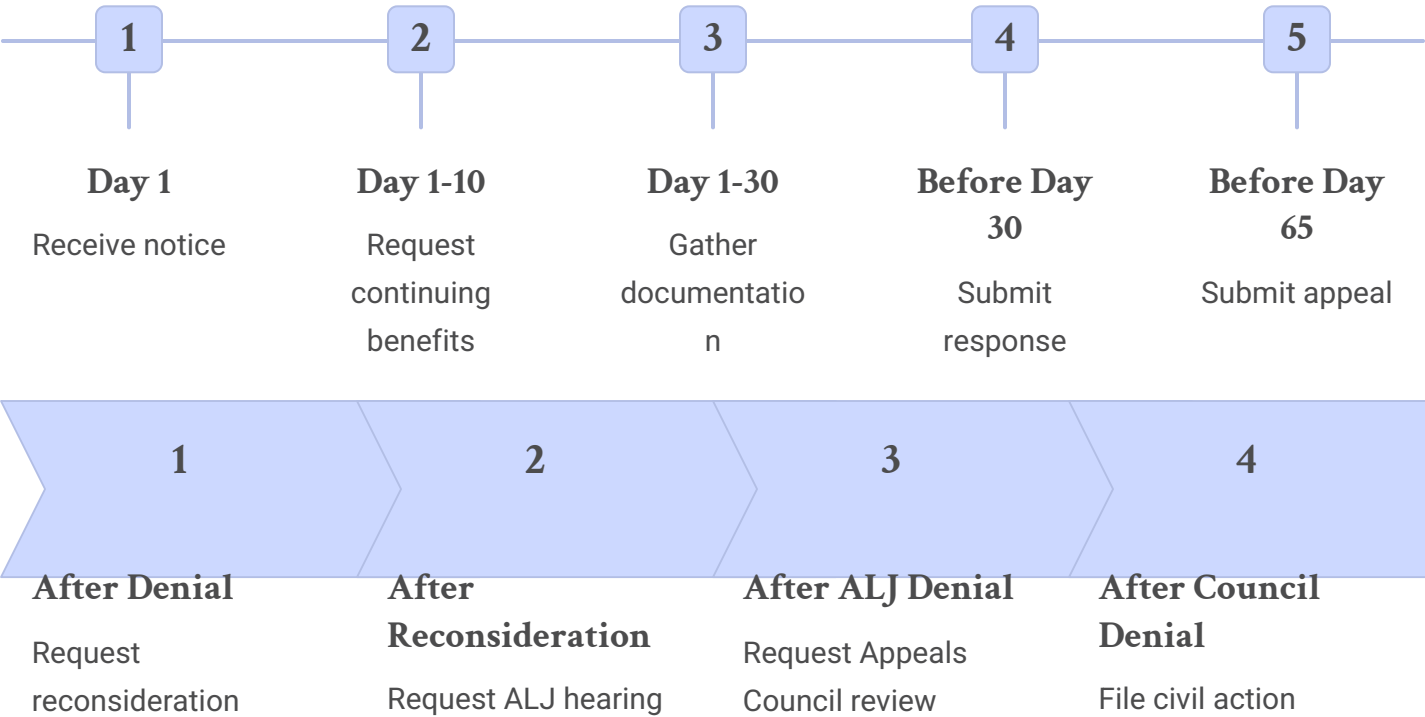 1
2
3
4
5
Day 1
Receive notice
Day 1-10
Request
continuing
benefits
Day 1-30
Gather
documentatio
n
Before Day
30
Submit
response
Before Day
65
Submit appeal
1
2
3
4
After Denial
Request
reconsideration
After
Reconsideration
Request ALJ hearing
After ALJ Denial
Request Appeals
Council review
After Council
Denial
File civil action